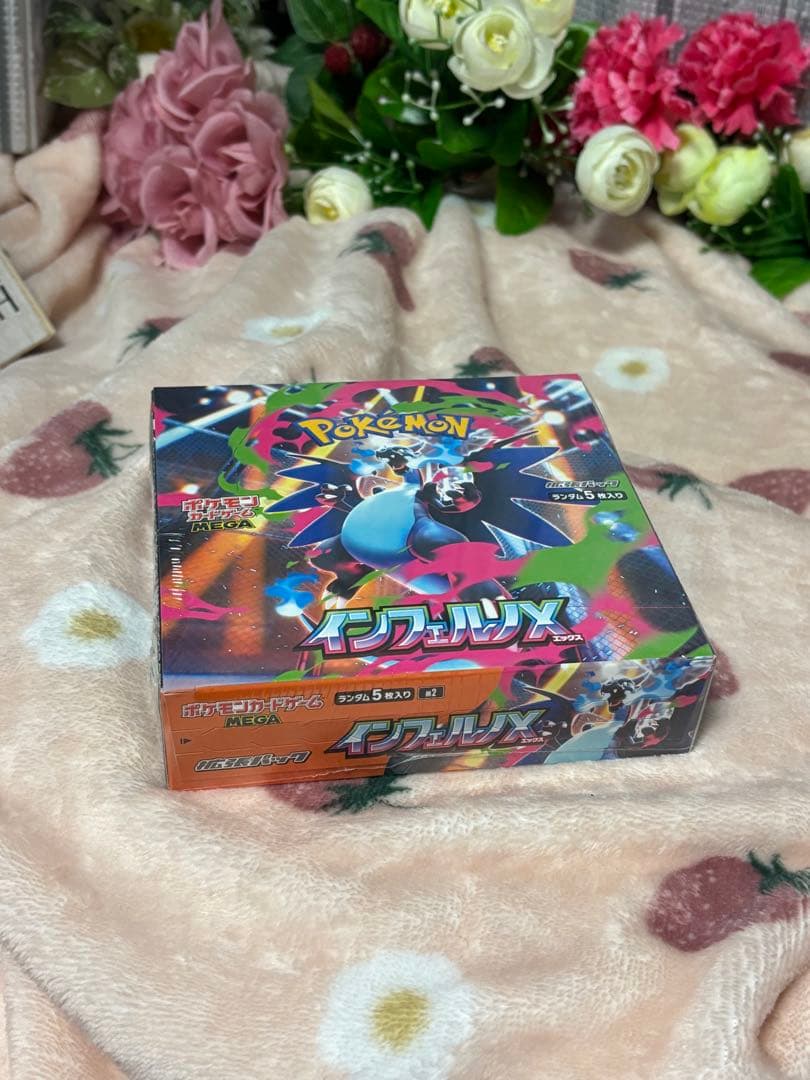 POKÉMON
ポケモン
カードゲーム
MEGA
拡張パック
ランダム5枚入り
インフェルノX
エックス
ポケモンカードゲーム
MEGA
ランダム5枚入り
M2
拡張パック
インフェルノX
エックス
H